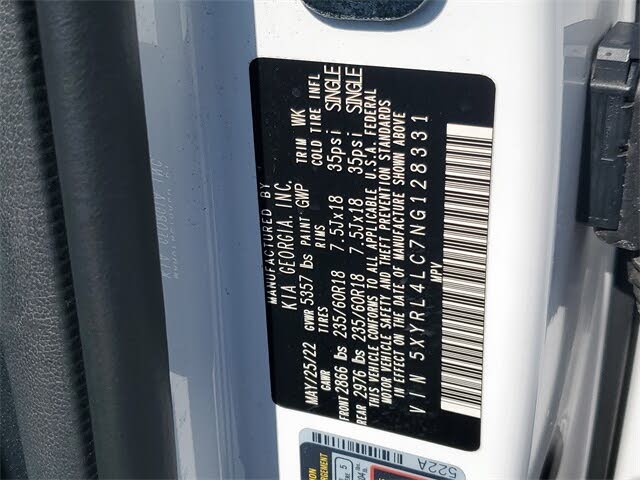 MANUFACTURED BY
KIA GEORGIA, INC.
MAY/25/22 GVWR 5357 lbs PAINT GWP TRIM WK
GAWR TIRES RIMS COLD TIRE INFL
FRONT 2866 lbs 235/60R18 7.5Jx18 35psi SINGLE
REAR 2976 lbs 235/60R18 7.5Jx18 35psi SINGLE
THIS VEHICLE CONFORMS TO ALL APPLICABLE U.S.A. FEDERAL
MOTOR VEHICLE SAFETY AND THEFT PREVENTION STANDARDS
IN EFFECT ON THE DATE OF MANUFACTURE SHOWN ABOVE
VIN 5XYRL4LC7NG128331
MPV
522A